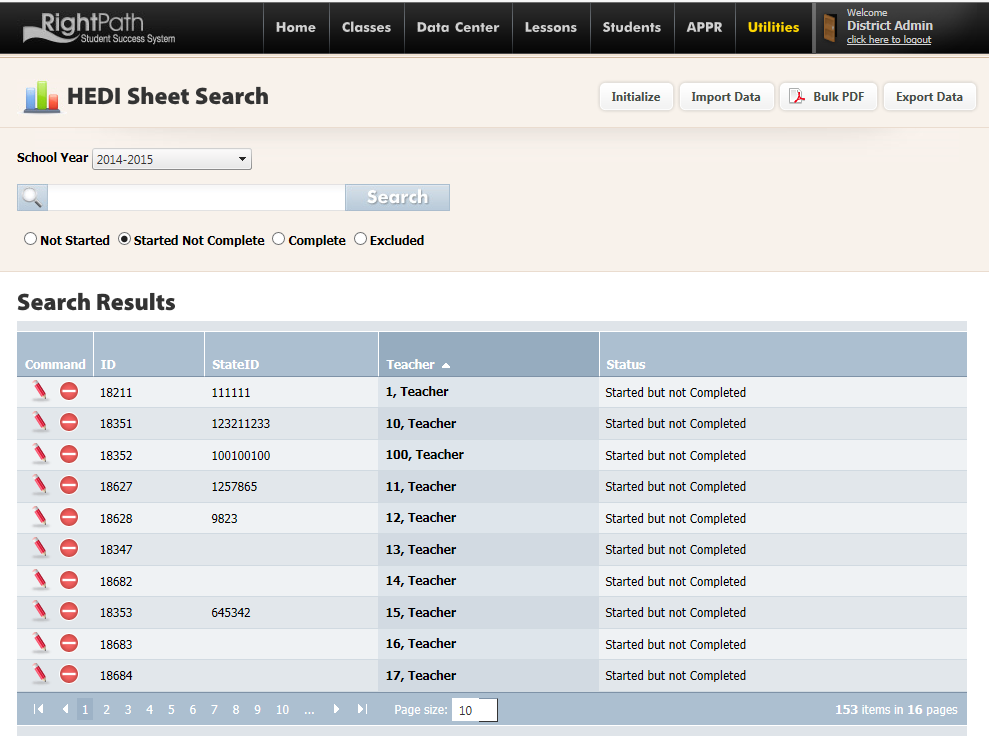 RightPath
Student Success System
Home Classes Data Center Lessons Students APPR Utilities
Welcome
District Admin
click here to logout
HEDI Sheet Search
Initialize Import Data Bulk PDF Export Data
School Year 2014-2015
Search
Not Started Started Not Complete Complete Excluded
Search Results
Command ID StateID Teacher Status
18211 111111 1, Teacher Started but not Completed
18351 123211233 10, Teacher Started but not Completed
18352 100100100 100, Teacher Started but not Completed
18627 1257865 11, Teacher Started but not Completed
18628 9823 12, Teacher Started but not Completed
18347 13, Teacher Started but not Completed
18682 14, Teacher Started but not Completed
18353 645342 15, Teacher Started but not Completed
18683 16, Teacher Started but not Completed
18684 17, Teacher Started but not Completed
1 2 3 4 5 6 7 8 9 10 ... Page size: 10 153 items in 16 pages